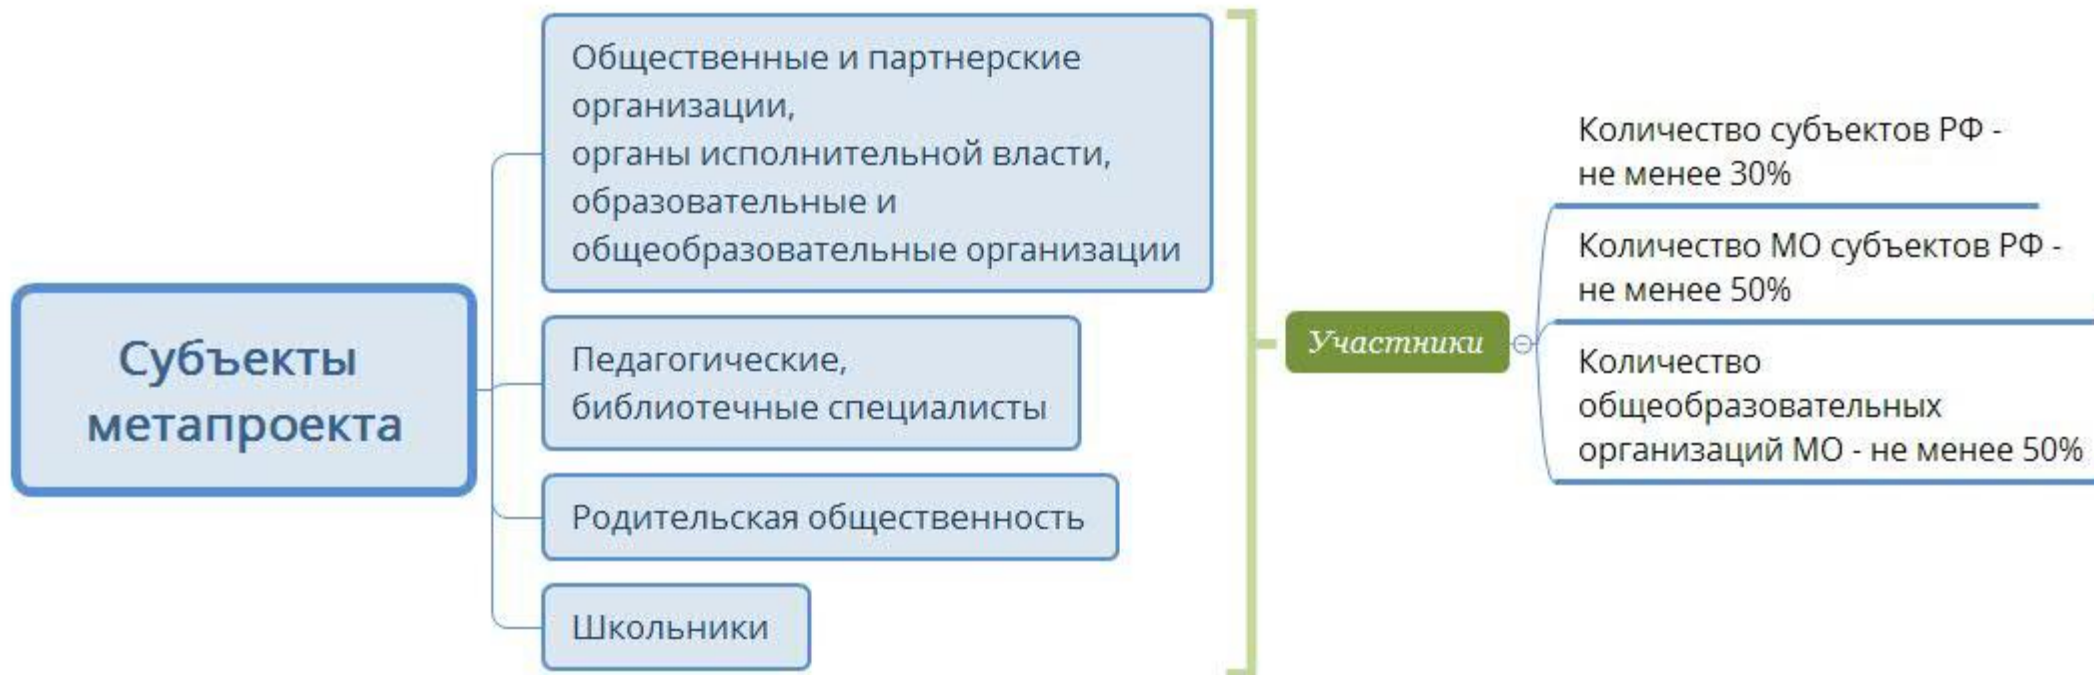 Субъекты
метапроекта
Общественные и партнерские
организации,
органы исполнительной власти,
образовательные и
общеобразовательные организации
Педагогические,
библиотечные специалисты
Родительская общественность
Школьники
Участники
Количество субъектов РФ -
не менее 30%
Количество МО субъектов РФ -
не менее 50%
Количество
общеобразовательных
организаций МО - не менее 50%